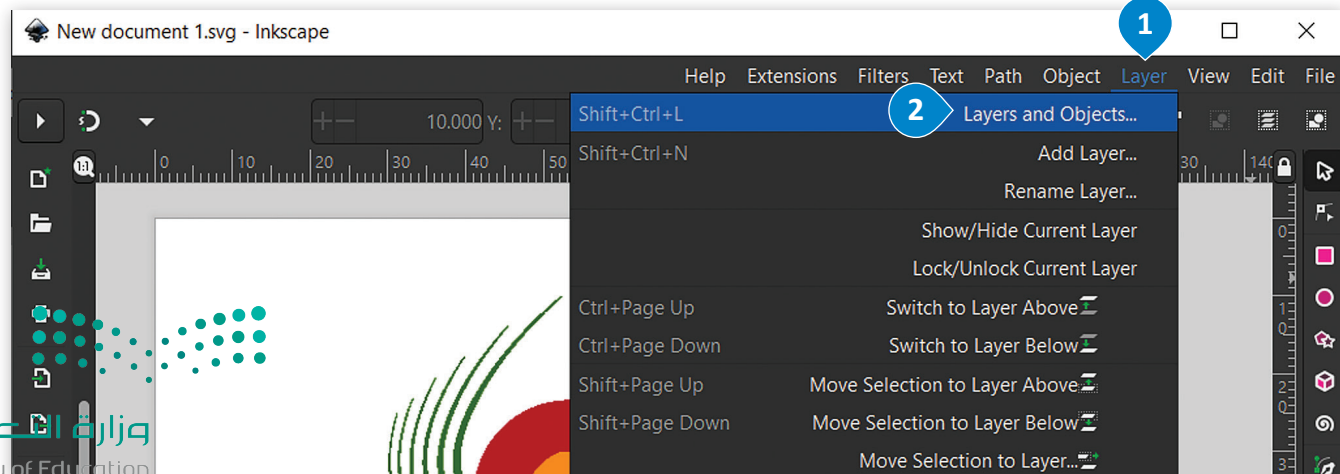 New document 1.svg - Inkscape
1
Help Extensions Filters Text Path Object Layer View Edit File
10.000 Y:
Shift+Ctrl+L 2 Layers and Objects...
Shift+Ctrl+N Add Layer...
1:1 0 10 20 30 40 50 30 140
Rename Layer...
Show/Hide Current Layer
Lock/Unlock Current Layer
Ctrl+Page Up Switch to Layer Above
Ctrl+Page Down Switch to Layer Below
Shift+Page Up Move Selection to Layer Above
Shift+Page Down Move Selection to Layer Below
Move Selection to Layer...
وزارة
of Education